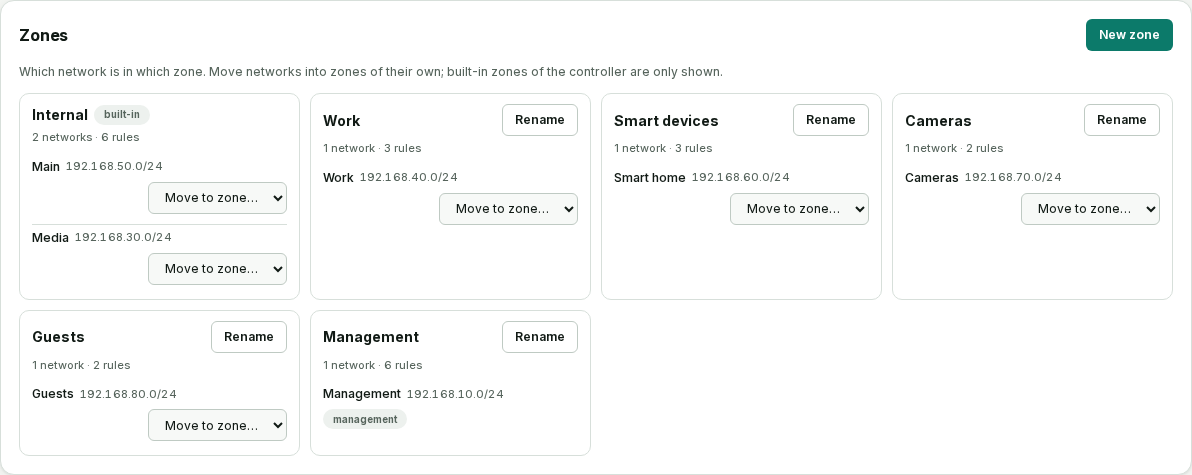 Zones
New zone
Which network is in which zone. Move networks into zones of their own; built-in zones of the controller are only shown.
Internal built-in
2 networks · 6 rules
Main 192.168.50.0/24
Move to zone…
Media 192.168.30.0/24
Move to zone…
Work Rename
1 network · 3 rules
Work 192.168.40.0/24
Move to zone…
Smart devices Rename
1 network · 3 rules
Smart home 192.168.60.0/24
Move to zone…
Cameras Rename
1 network · 2 rules
Cameras 192.168.70.0/24
Move to zone…
Guests Rename
1 network · 2 rules
Guests 192.168.80.0/24
Move to zone…
Management Rename
1 network · 6 rules
Management 192.168.10.0/24
management